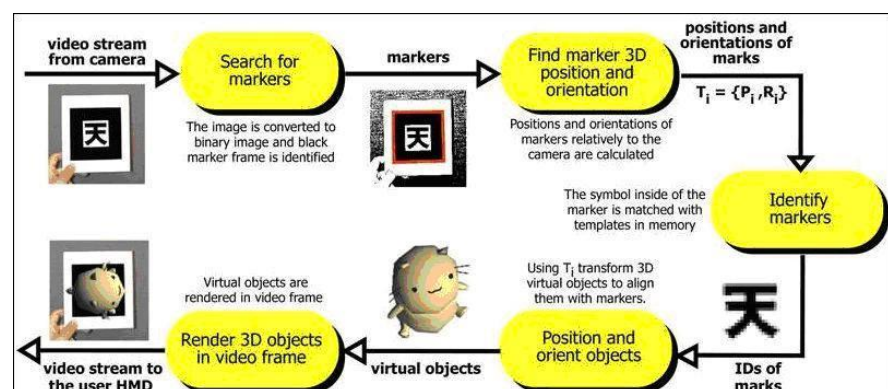 video stream
from camera
天
Search for
markers
The image is converted to
binary image and black
marker frame is identified
markers
天
Find marker 3D
position and
orientation
Positions and orientations of
markers relatively to the
camera are calculated
positions and
orientations of
marks
Ti = {Pi ,Ri}
The symbol inside of the
marker is matched with
templates in memory
Identify
markers
天
IDs of
marks
Using Ti transform 3D
virtual objects to align
them with markers.
Position and
orient objects
virtual objects
Virtual objects are
rendered in video frame
Render 3D objects
in video frame
video stream to
the user HMD